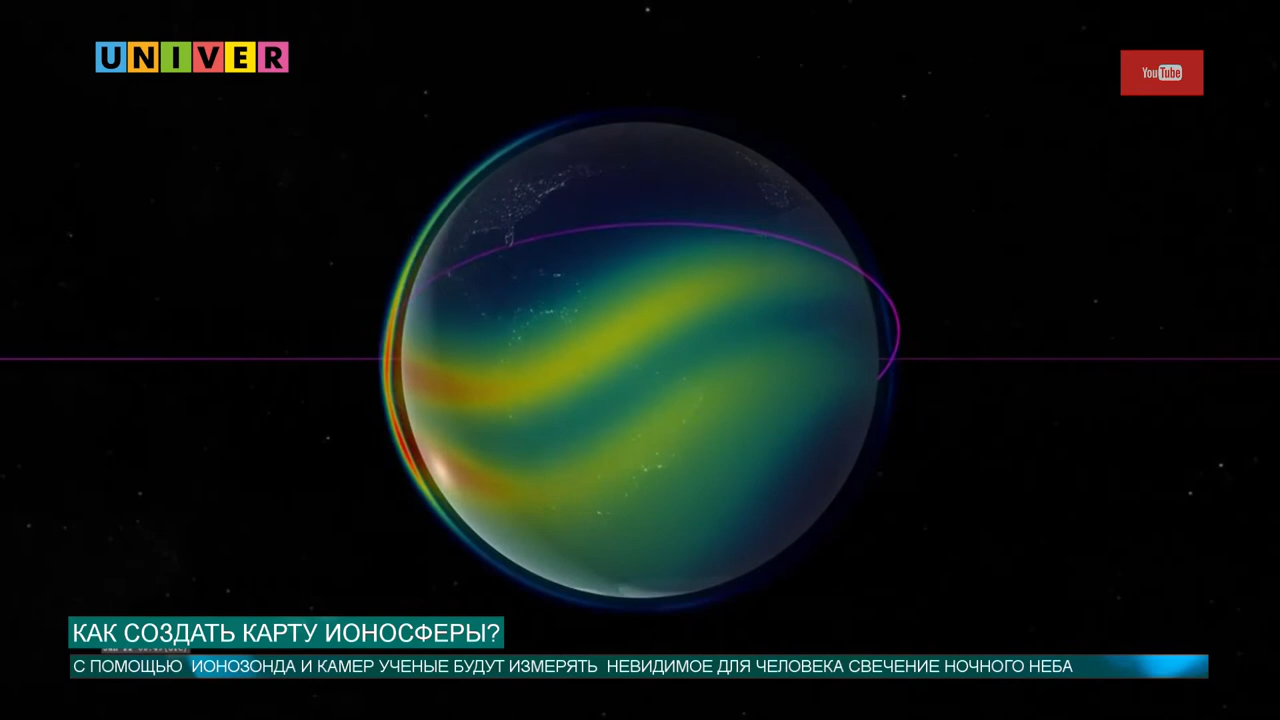 UNIVER
YouTube
КАК СОЗДАТЬ КАРТУ ИОНОСФЕРЫ?
С ПОМОЩЬЮ ИОНОЗОНДА И КАМЕР УЧЕНЫЕ БУДУТ ИЗМЕРЯТЬ НЕВИДИМОЕ ДЛЯ ЧЕЛОВЕКА СВЕЧЕНИЕ НОЧНОГО НЕБА